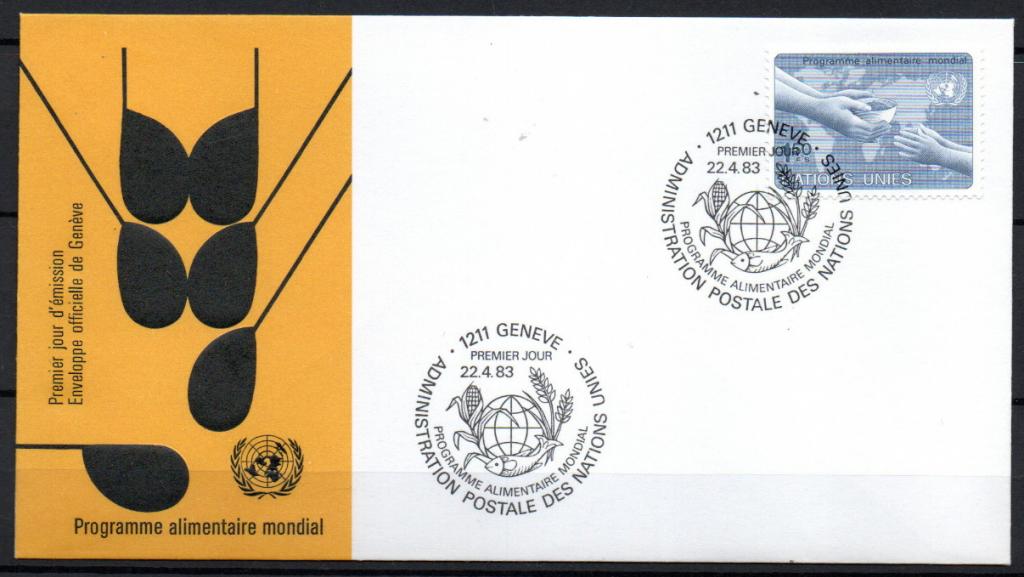 Premier jour d'émission
Enveloppe officielle de Genève
Programme alimentaire mondial
Programme alimentaire mondial
NATIONS UNIES
1211 GENEVE
PREMIER JOUR
22.4.83
PROGRAMME ALIMENTAIRE MONDIAL
ADMINISTRATION POSTALE DES NATIONS UNIES
1211 GENEVE
PREMIER JOUR
22.4.83
PROGRAMME ALIMENTAIRE MONDIAL
ADMINISTRATION POSTALE DES NATIONS UNIES